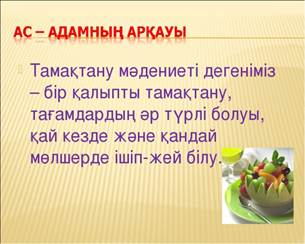 АС – АДАМНЫҢ АРҚАУЫ
Тамақтану мәдениеті дегеніміз
– бір қалыпты тамақтану,
тағамдардың әр түрлі болуы,
қай кезде және қандай
мөлшерде ішіп-жей білу.